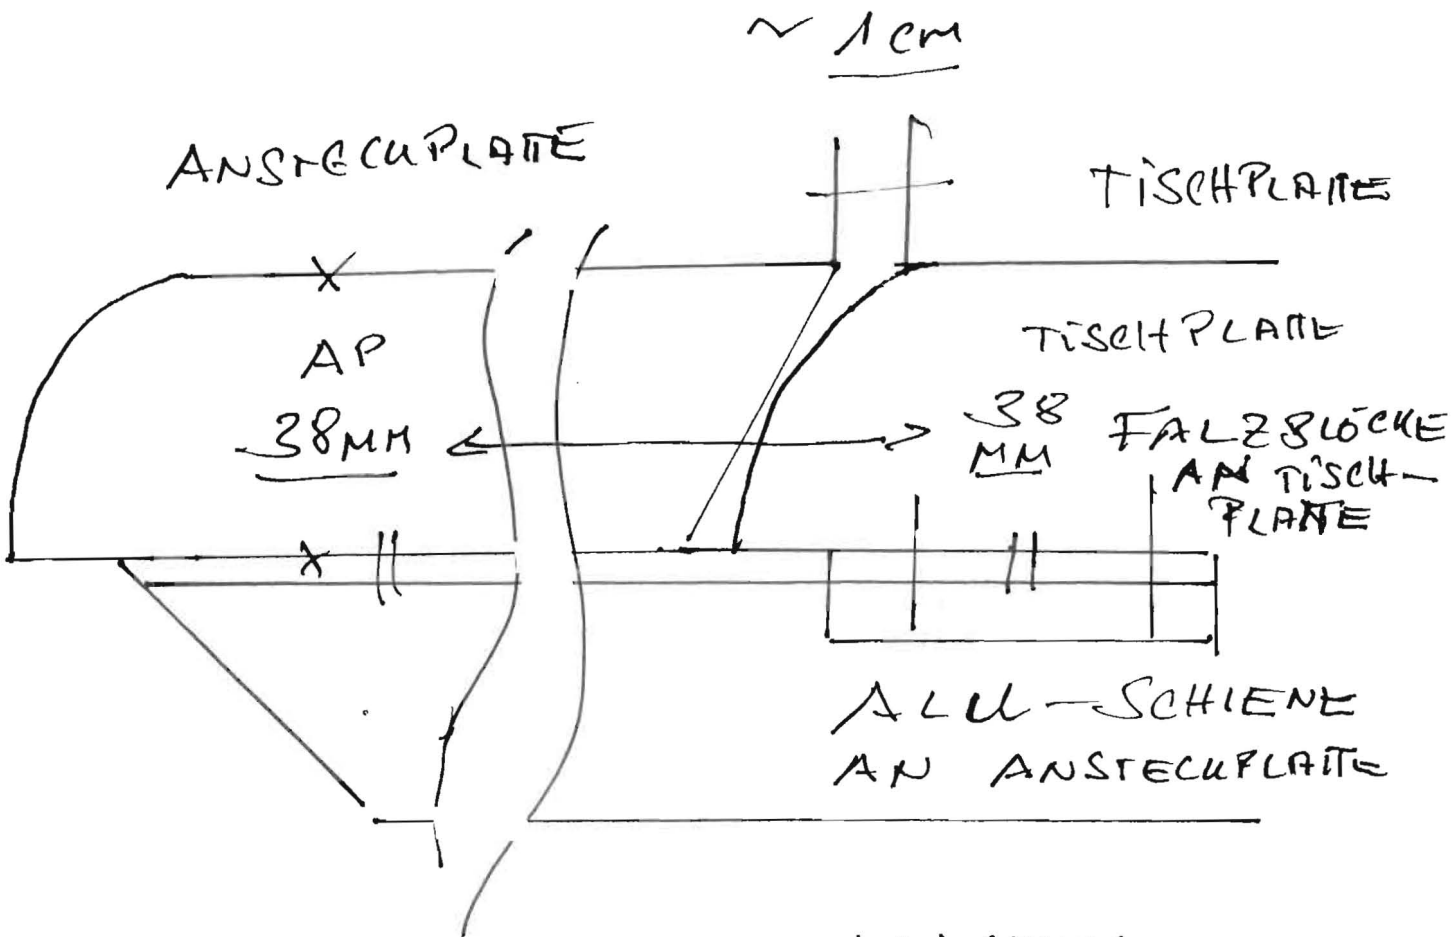 ~ 1 cm
ANSTECKPLATTE
TISCHPLATTE
TISCHPLATTE
AP
38 MM
38
MM
FALZBLÖCKE
AN TISCH-
PLATTE
ALU-SCHIENE
AN ANSTECKPLATTE